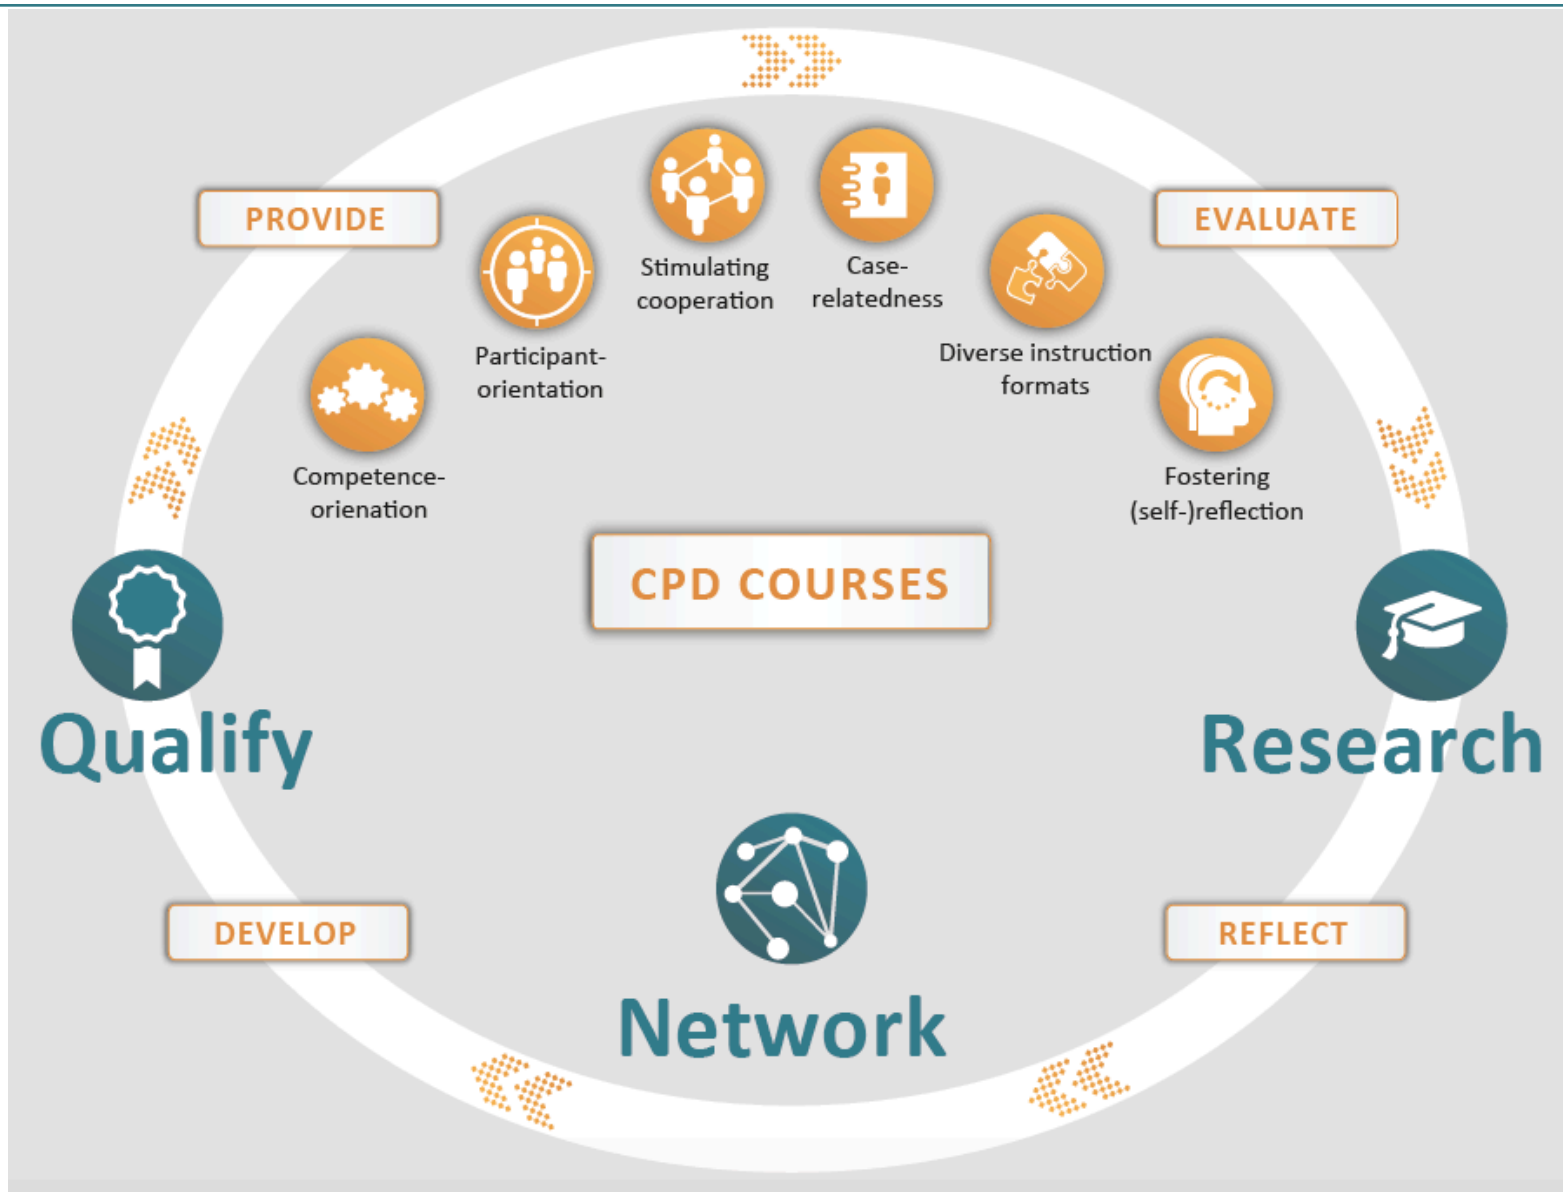 PROVIDE
EVALUATE
Stimulating
cooperation
Case-
relatedness
Participant-
orientation
Diverse instruction
formats
Competence-
orienation
Fostering
(self-)reflection
CPD COURSES
Qualify
Research
DEVELOP
REFLECT
Network